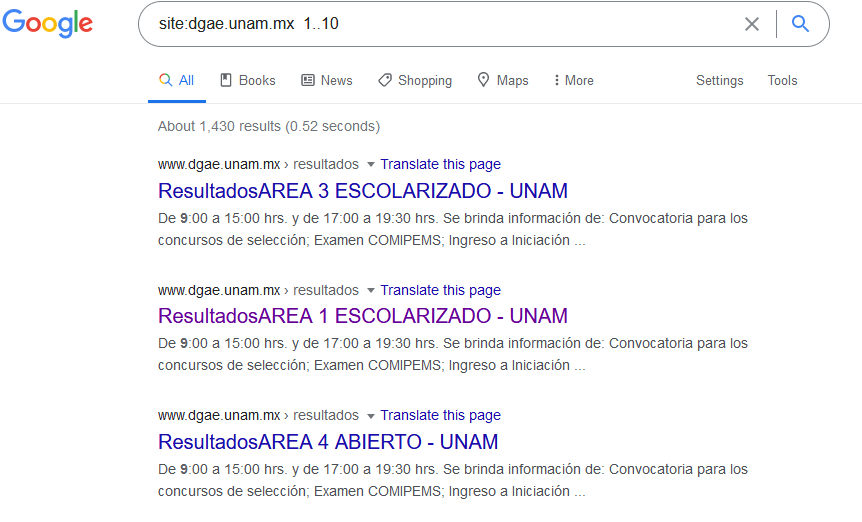 Google
site:dgae.unam.mx 1..10
All Books News Shopping Maps More Settings Tools
About 1,430 results (0.52 seconds)
www.dgae.unam.mx › resultados Translate this page
ResultadosAREA 3 ESCOLARIZADO - UNAM
De 9:00 a 15:00 hrs. y de 17:00 a 19:30 hrs. Se brinda información de: Convocatoria para los
concursos de selección; Examen COMIPEMS; Ingreso a Iniciación ...
www.dgae.unam.mx › resultados Translate this page
ResultadosAREA 1 ESCOLARIZADO - UNAM
De 9:00 a 15:00 hrs. y de 17:00 a 19:30 hrs. Se brinda información de: Convocatoria para los
concursos de selección; Examen COMIPEMS; Ingreso a Iniciación ...
www.dgae.unam.mx › resultados Translate this page
ResultadosAREA 4 ABIERTO - UNAM
De 9:00 a 15:00 hrs. y de 17:00 a 19:30 hrs. Se brinda información de: Convocatoria para los
concursos de selección; Examen COMIPEMS; Ingreso a Iniciación ...